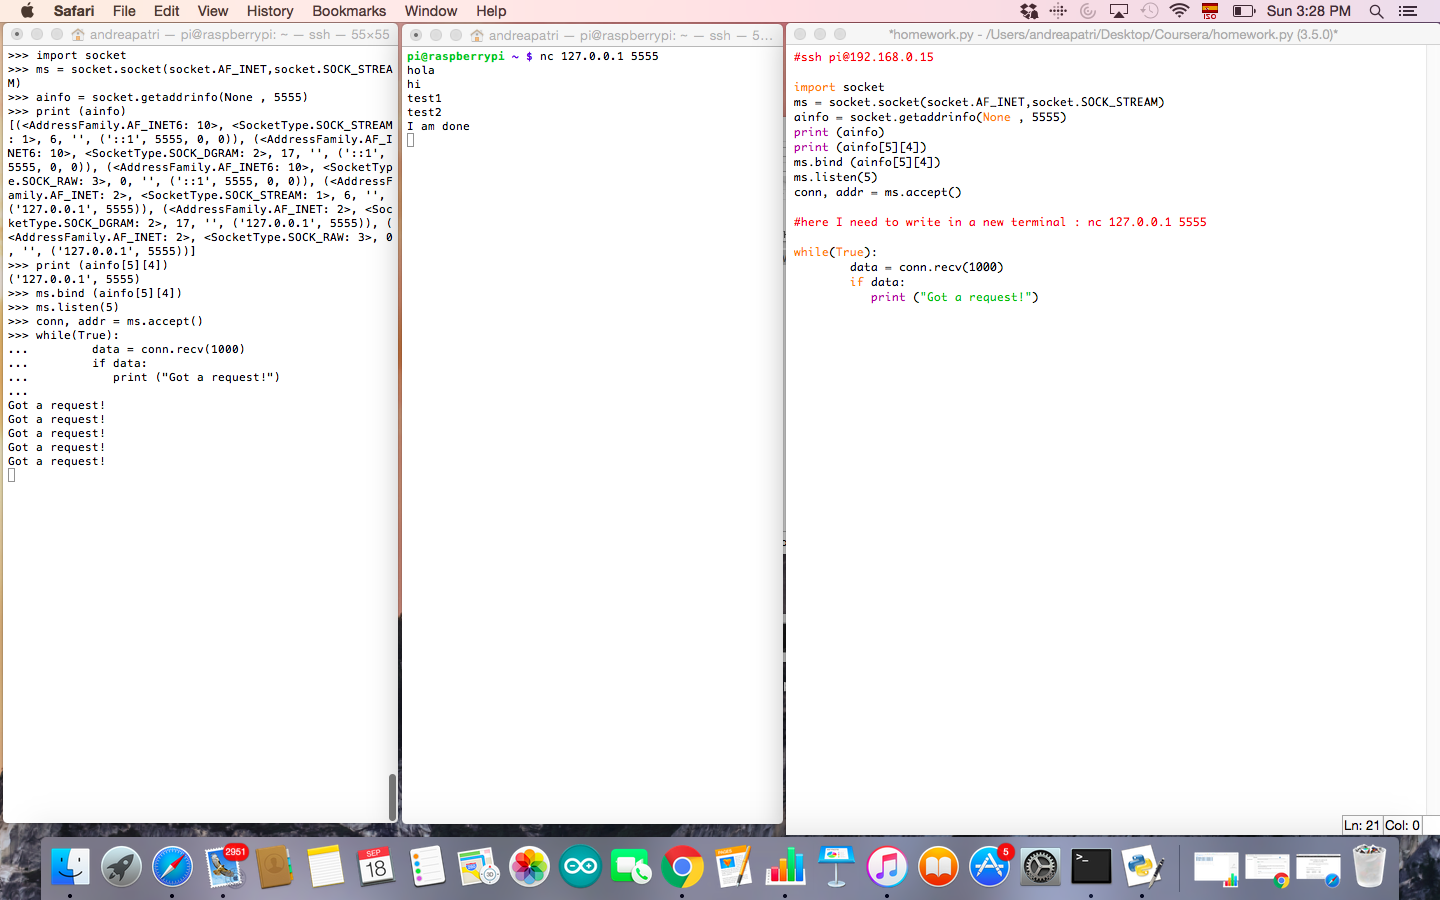 Safari File Edit View History Bookmarks Window Help
ISO
Sun 3:28 PM
andreapatri — pi@raspberrypi: ~ — ssh — 55×55
>>> import socket
>>> ms = socket.socket(socket.AF_INET,socket.SOCK_STREA
M)
>>> ainfo = socket.getaddrinfo(None , 5555)
>>> print (ainfo)
[(<AddressFamily.AF_INET6: 10>, <SocketType.SOCK_STREAM
: 1>, 6, '', ('::1', 5555, 0, 0)), (<AddressFamily.AF_I
NET6: 10>, <SocketType.SOCK_DGRAM: 2>, 17, '', ('::1',
5555, 0, 0)), (<AddressFamily.AF_INET6: 10>, <SocketTyp
e.SOCK_RAW: 3>, 0, '', ('::1', 5555, 0, 0)), (<AddressF
amily.AF_INET: 2>, <SocketType.SOCK_STREAM: 1>, 6, '',
('127.0.0.1', 5555)), (<AddressFamily.AF_INET: 2>, <Soc
ketType.SOCK_DGRAM: 2>, 17, '', ('127.0.0.1', 5555)), (
<AddressFamily.AF_INET: 2>, <SocketType.SOCK_RAW: 3>, 0
, '', ('127.0.0.1', 5555))]
>>> print (ainfo[5][4])
('127.0.0.1', 5555)
>>> ms.bind (ainfo[5][4])
>>> ms.listen(5)
>>> conn, addr = ms.accept()
>>> while(True):
...         data = conn.recv(1000)
...         if data:
...            print ("Got a request!")
...
Got a request!
Got a request!
Got a request!
Got a request!
Got a request!
andreapatri — pi@raspberrypi: ~ — ssh — 5…
pi@raspberrypi ~ $ nc 127.0.0.1 5555
hola
hi
test1
test2
I am done
*homework.py - /Users/andreapatri/Desktop/Coursera/homework.py (3.5.0)*
#ssh pi@192.168.0.15
import socket
ms = socket.socket(socket.AF_INET,socket.SOCK_STREAM)
ainfo = socket.getaddrinfo(None , 5555)
print (ainfo)
print (ainfo[5][4])
ms.bind (ainfo[5][4])
ms.listen(5)
conn, addr = ms.accept()
#here I need to write in a new terminal : nc 127.0.0.1 5555
while(True):
        data = conn.recv(1000)
        if data:
           print ("Got a request!")
Ln: 21 Col: 0
2951
SEP
18
30
PAGES
5
>_